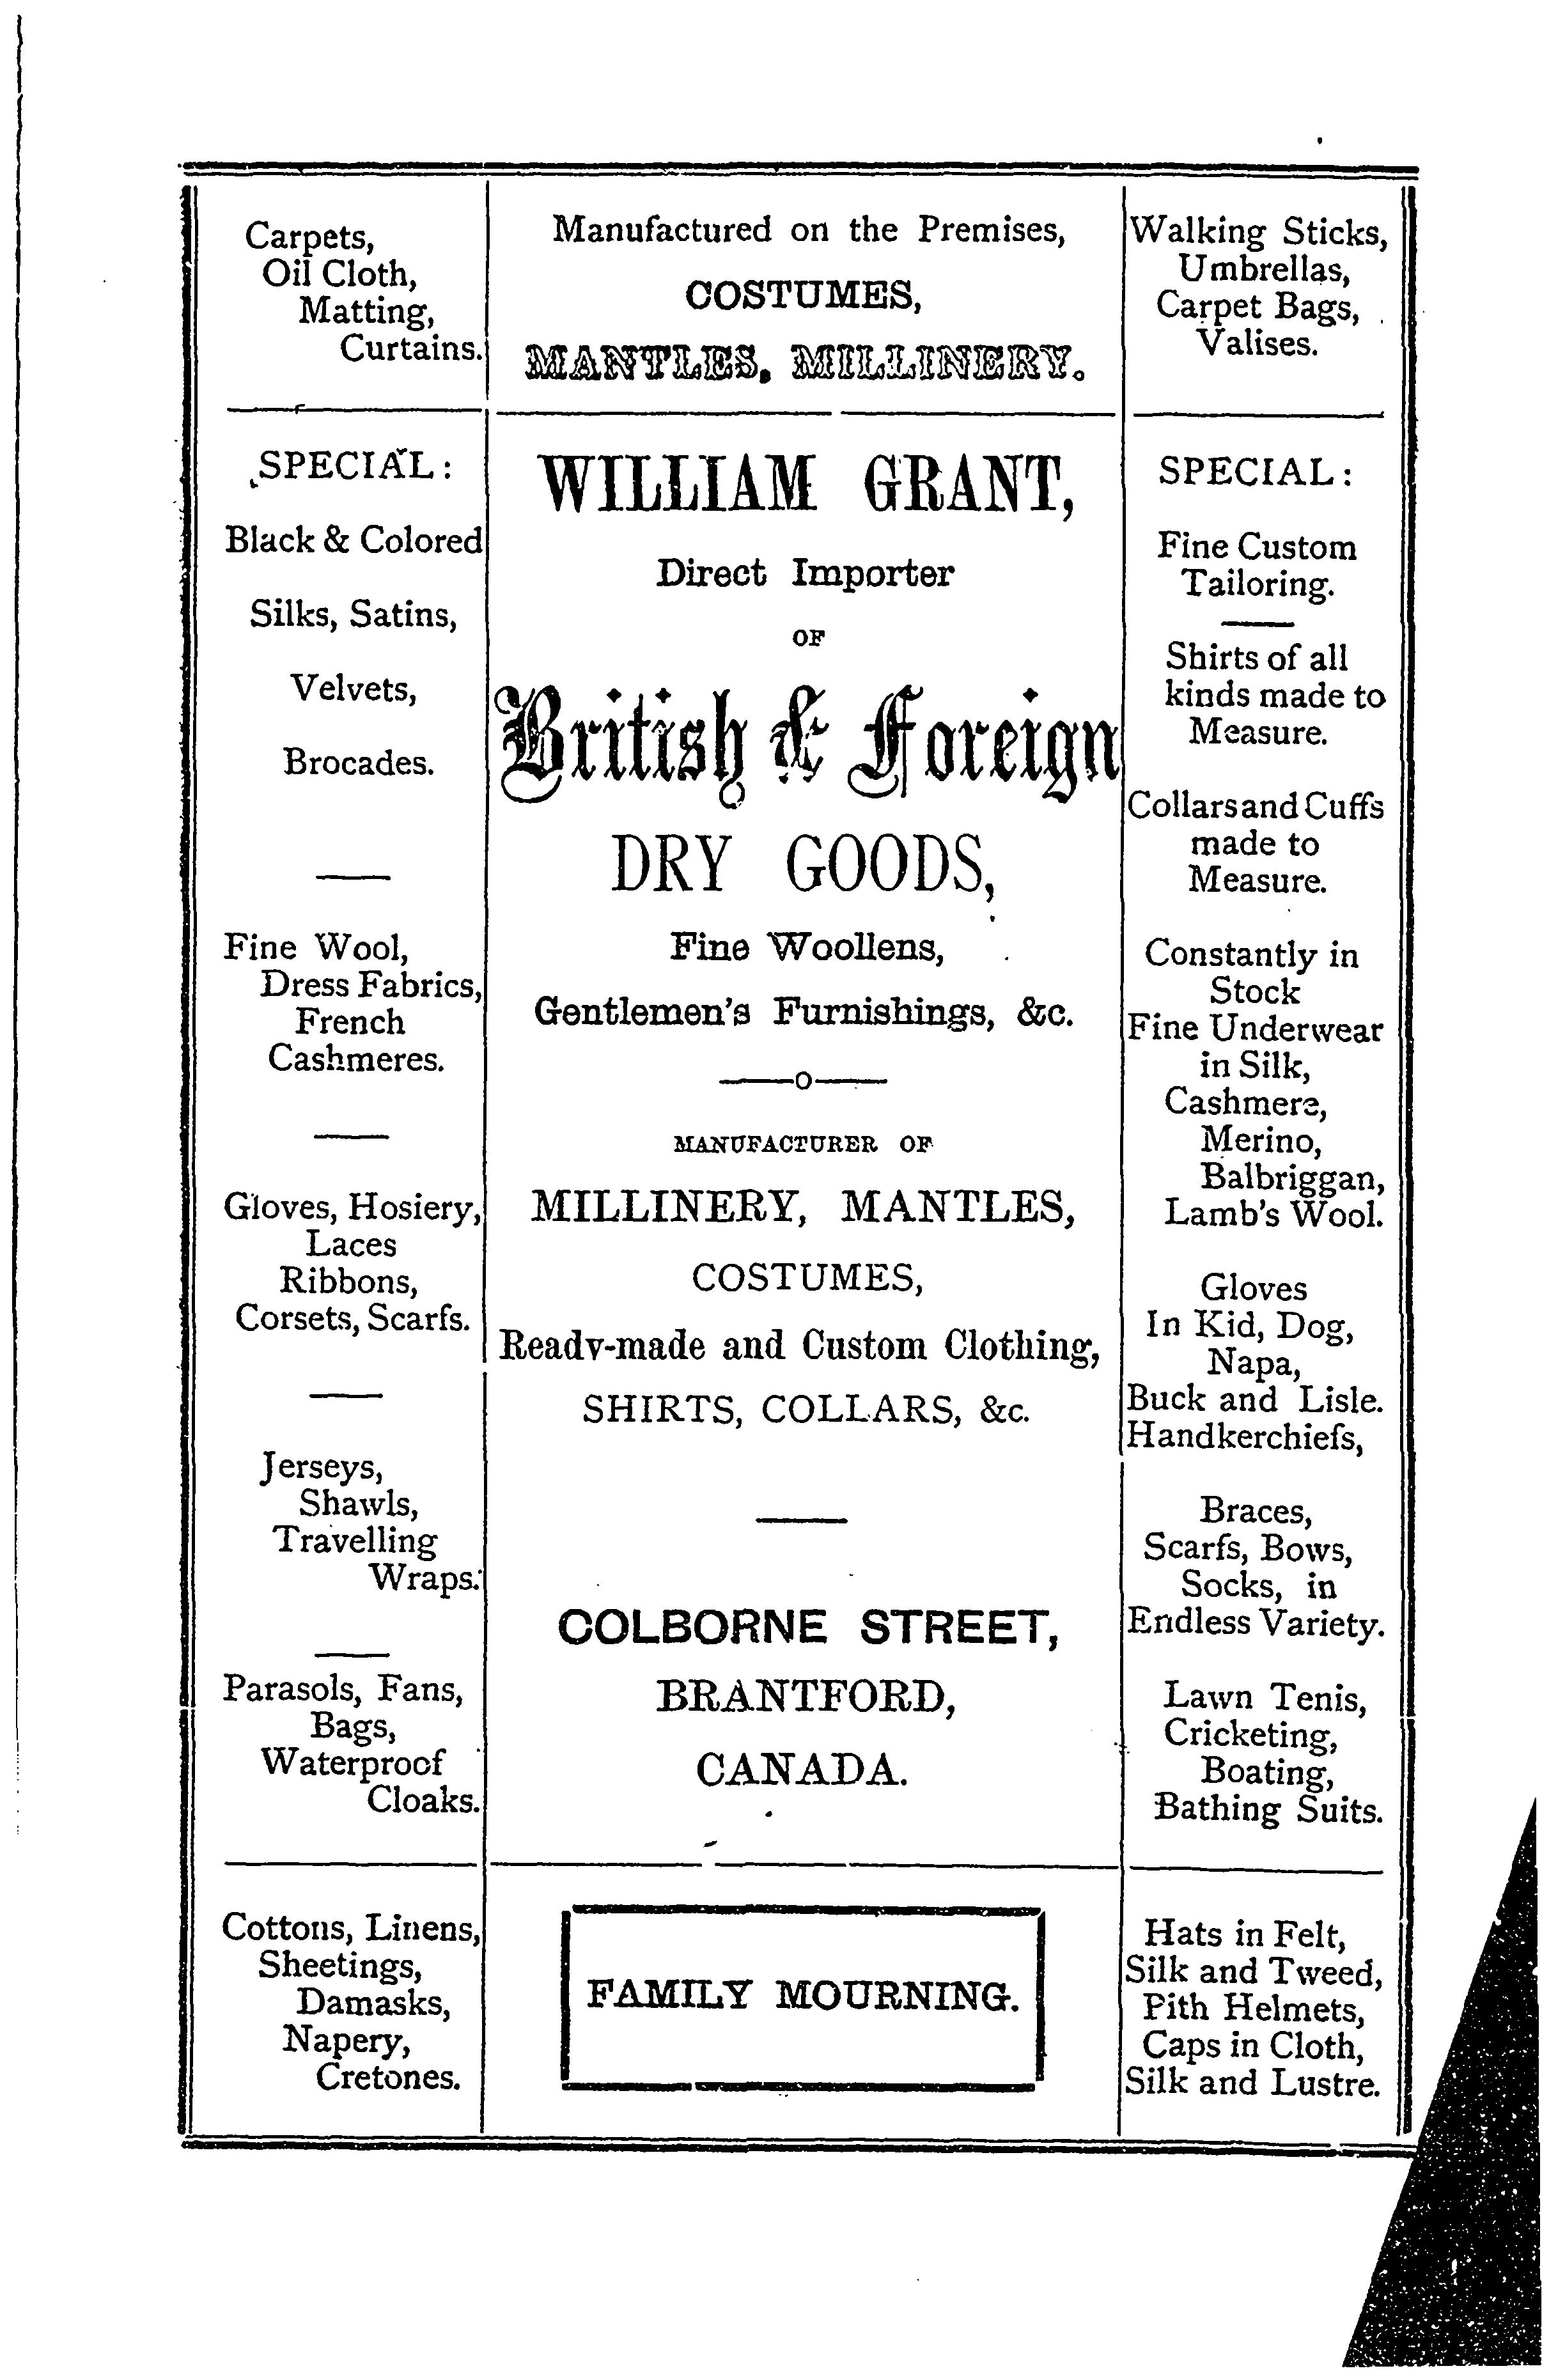 Carpets,
Oil Cloth,
Matting,
Curtains.
SPECIAL:
Black & Colored
Silks, Satins,
Velvets,
Brocades.
Fine Wool,
Dress Fabrics,
French
Cashmeres.
Gloves, Hosiery,
Laces
Ribbons,
Corsets, Scarfs.
Jerseys,
Shawls,
Travelling
Wraps.
Parasols, Fans,
Bags,
Waterproof
Cloaks.
Cottons, Linens,
Sheetings,
Damasks,
Napery,
Cretones.
Manufactured on the Premises,
COSTUMES,
MANTLES, MILLINERY.
WILLIAM GRANT,
Direct Importer
OF
British & Foreign
DRY GOODS,
Fine Woollens,
Gentlemen's Furnishings, &c.
—o—
MANUFACTURER OF
MILLINERY, MANTLES,
COSTUMES,
Ready-made and Custom Clothing,
SHIRTS, COLLARS, &c.
COLBORNE STREET,
BRANTFORD,
CANADA.
FAMILY MOURNING.
Walking Sticks,
Umbrellas,
Carpet Bags,
Valises.
SPECIAL:
Fine Custom
Tailoring.
Shirts of all
kinds made to
Measure.
Collars and Cuffs
made to
Measure.
Constantly in
Stock
Fine Underwear
in Silk,
Cashmere,
Merino,
Balbriggan,
Lamb's Wool.
Gloves
In Kid, Dog,
Napa,
Buck and Lisle.
Handkerchiefs,
Braces,
Scarfs, Bows,
Socks, in
Endless Variety.
Lawn Tenis,
Cricketing,
Boating,
Bathing Suits.
Hats in Felt,
Silk and Tweed,
Pith Helmets,
Caps in Cloth,
Silk and Lustre.